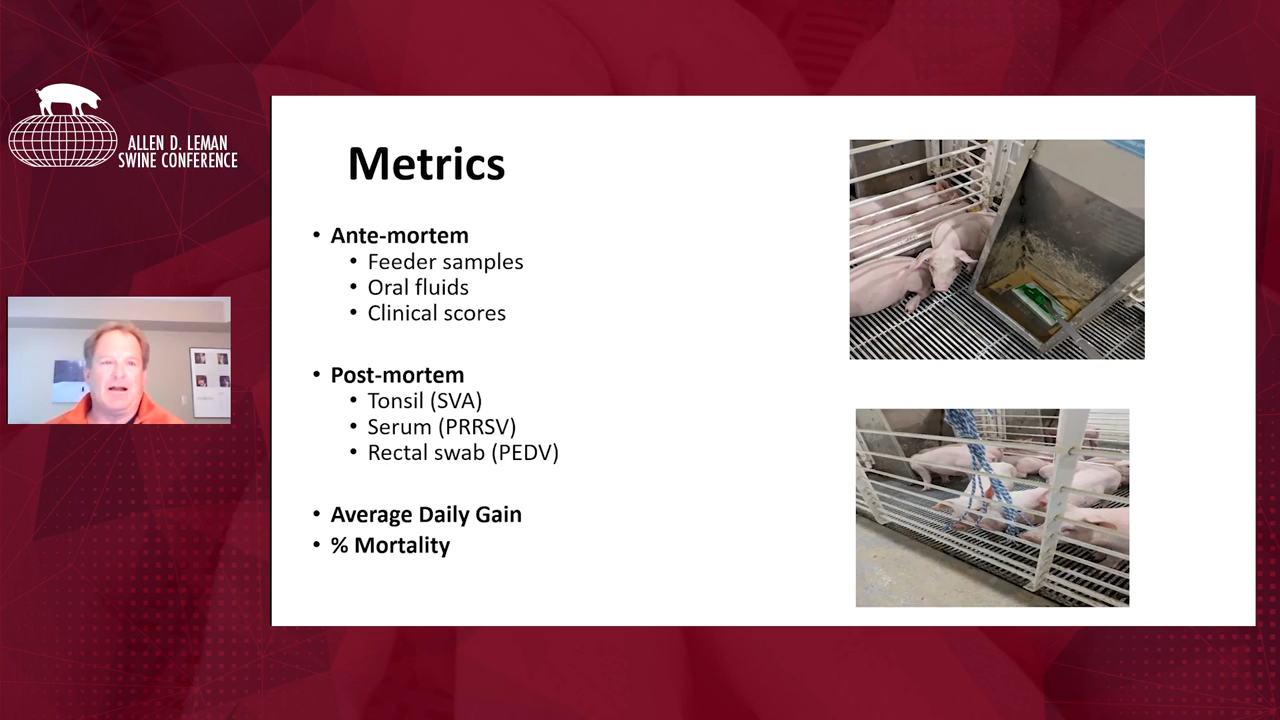 ALLEN D. LEMAN
SWINE CONFERENCE
Metrics
• Ante-mortem
• Feeder samples
• Oral fluids
• Clinical scores
• Post-mortem
• Tonsil (SVA)
• Serum (PRRSV)
• Rectal swab (PEDV)
• Average Daily Gain
• % Mortality